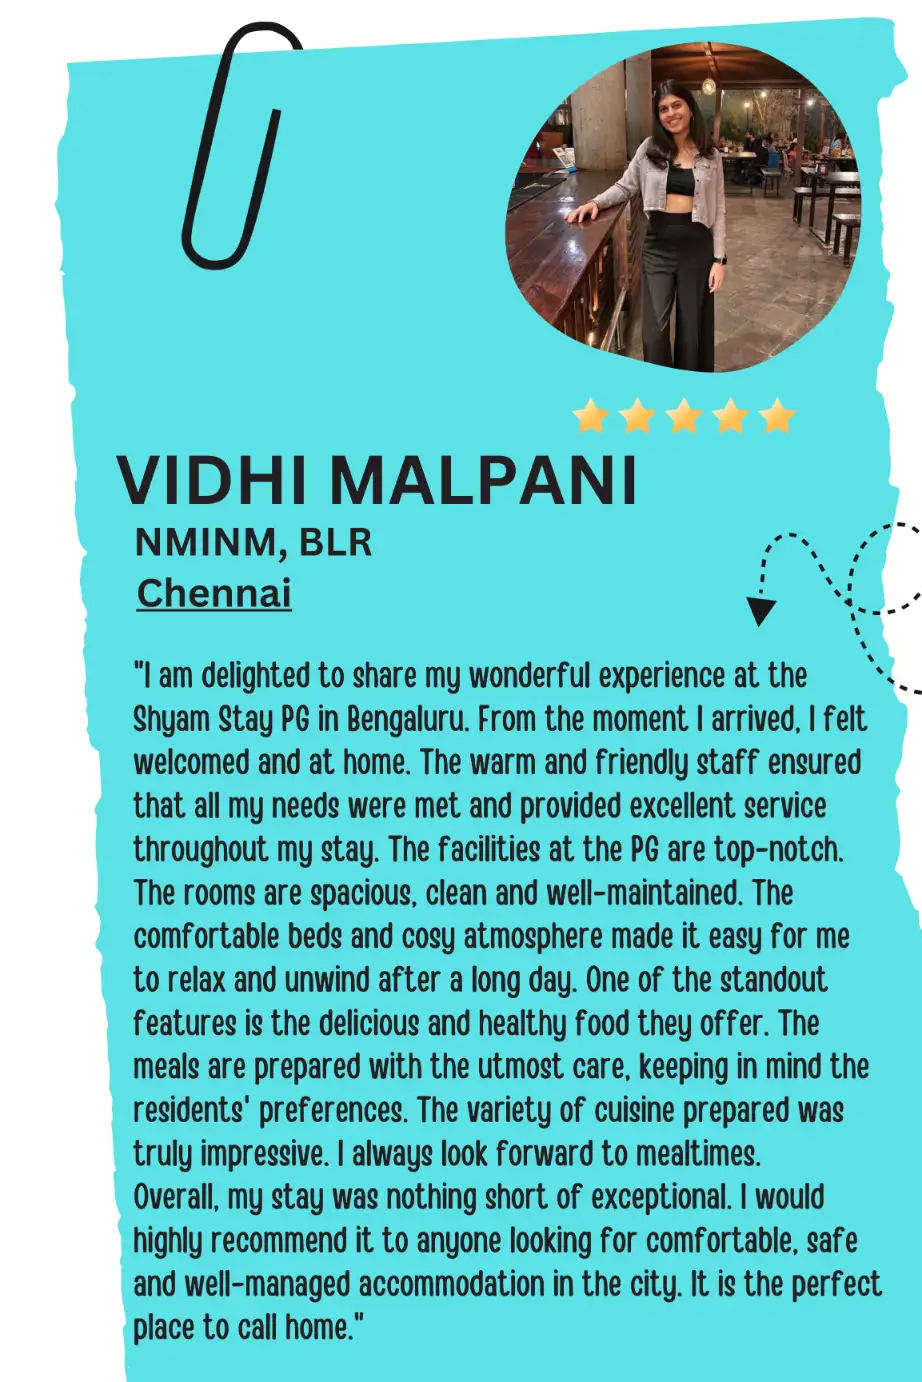 VIDHI MALPANI
NMINM, BLR
Chennai
"I am delighted to share my wonderful experience at the
Shyam Stay PG in Bengaluru. From the moment I arrived, I felt
welcomed and at home. The warm and friendly staff ensured
that all my needs were met and provided excellent service
throughout my stay. The facilities at the PG are top-notch.
The rooms are spacious, clean and well-maintained. The
comfortable beds and cosy atmosphere made it easy for me
to relax and unwind after a long day. One of the standout
features is the delicious and healthy food they offer. The
meals are prepared with the utmost care, keeping in mind the
residents' preferences. The variety of cuisine prepared was
truly impressive. I always look forward to mealtimes.
Overall, my stay was nothing short of exceptional. I would
highly recommend it to anyone looking for comfortable, safe
and well-managed accommodation in the city. It is the perfect
place to call home."